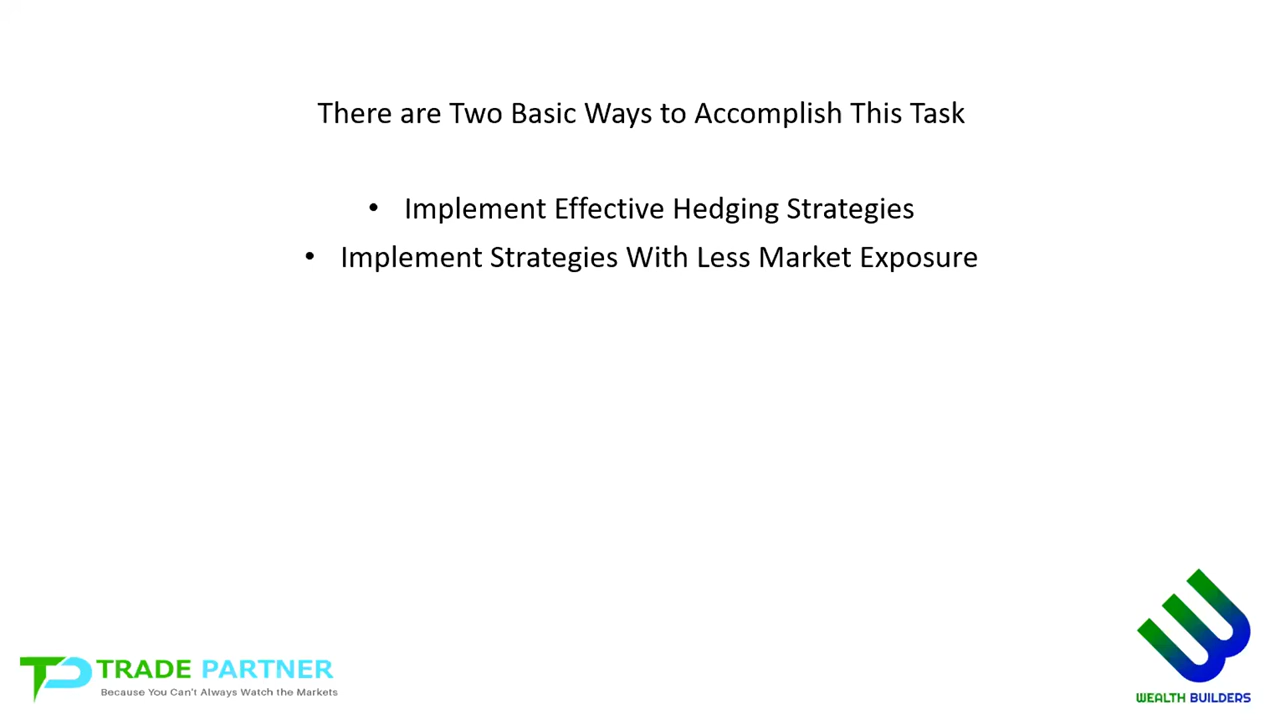 There are Two Basic Ways to Accomplish This Task
• Implement Effective Hedging Strategies
• Implement Strategies With Less Market Exposure
TRADE PARTNER
Because You Can't Always Watch the Markets
WEALTH BUILDERS